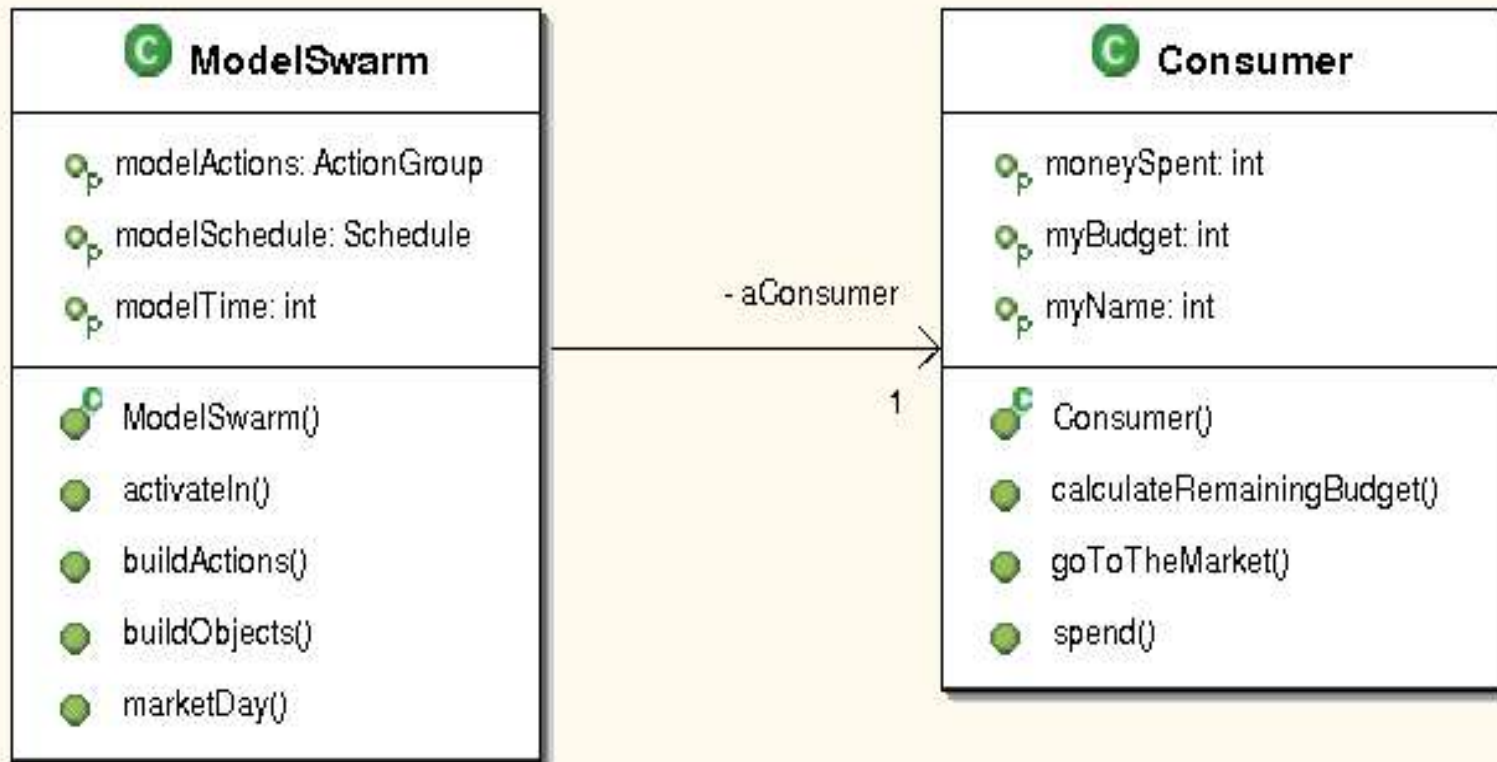 C ModelSwarm
P modelActions: ActionGroup
P modelSchedule: Schedule
P modelTime: int
C ModelSwarm()
activateIn()
buildActions()
buildObjects()
marketDay()
- aConsumer
1
C Consumer
P moneySpent: int
P myBudget: int
P myName: int
C Consumer()
calculateRemainingBudget()
goToTheMarket()
spend()